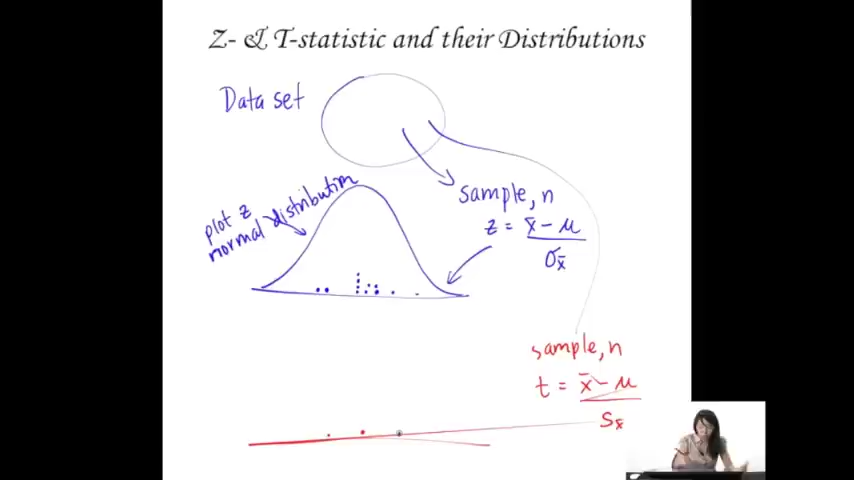 Z- & T-statistic and their Distributions
Data set
sample, n
z = x̄ - μ
σx̄
plot z
normal distribution
sample, n
t = x̄ - μ
Sx̄